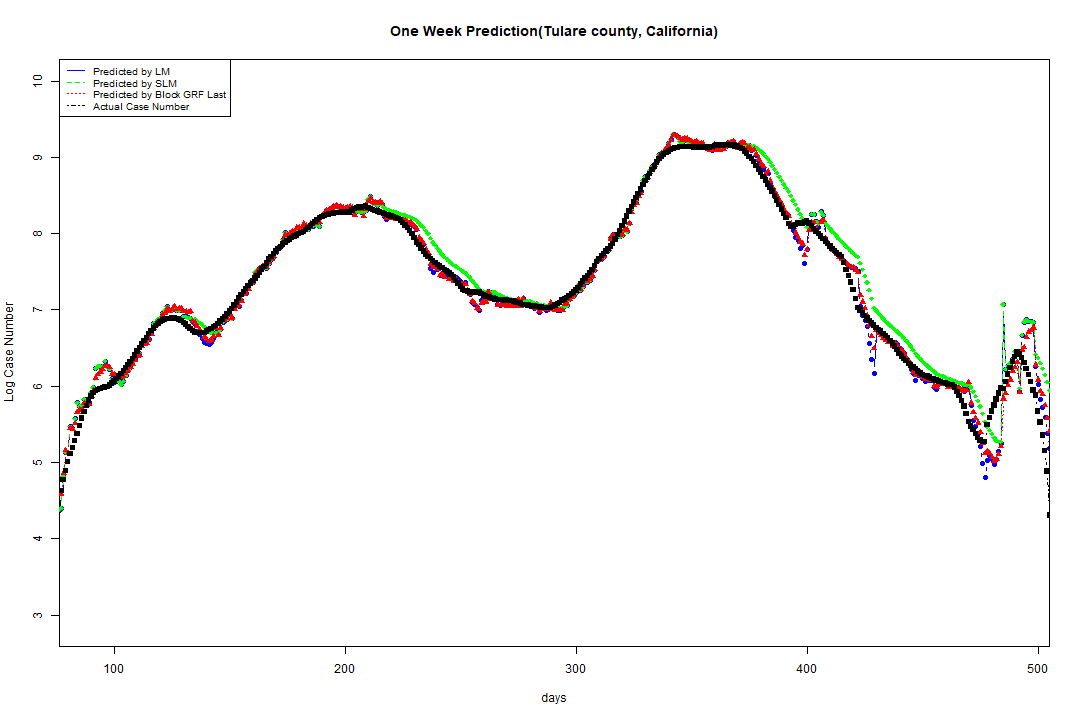 One Week Prediction(Tulare county, California)
Predicted by LM
Predicted by SLM
Predicted by Block GRF Last
Actual Case Number
10
9
8
7
6
5
4
3
Log Case Number
100 200 300 400 500
days